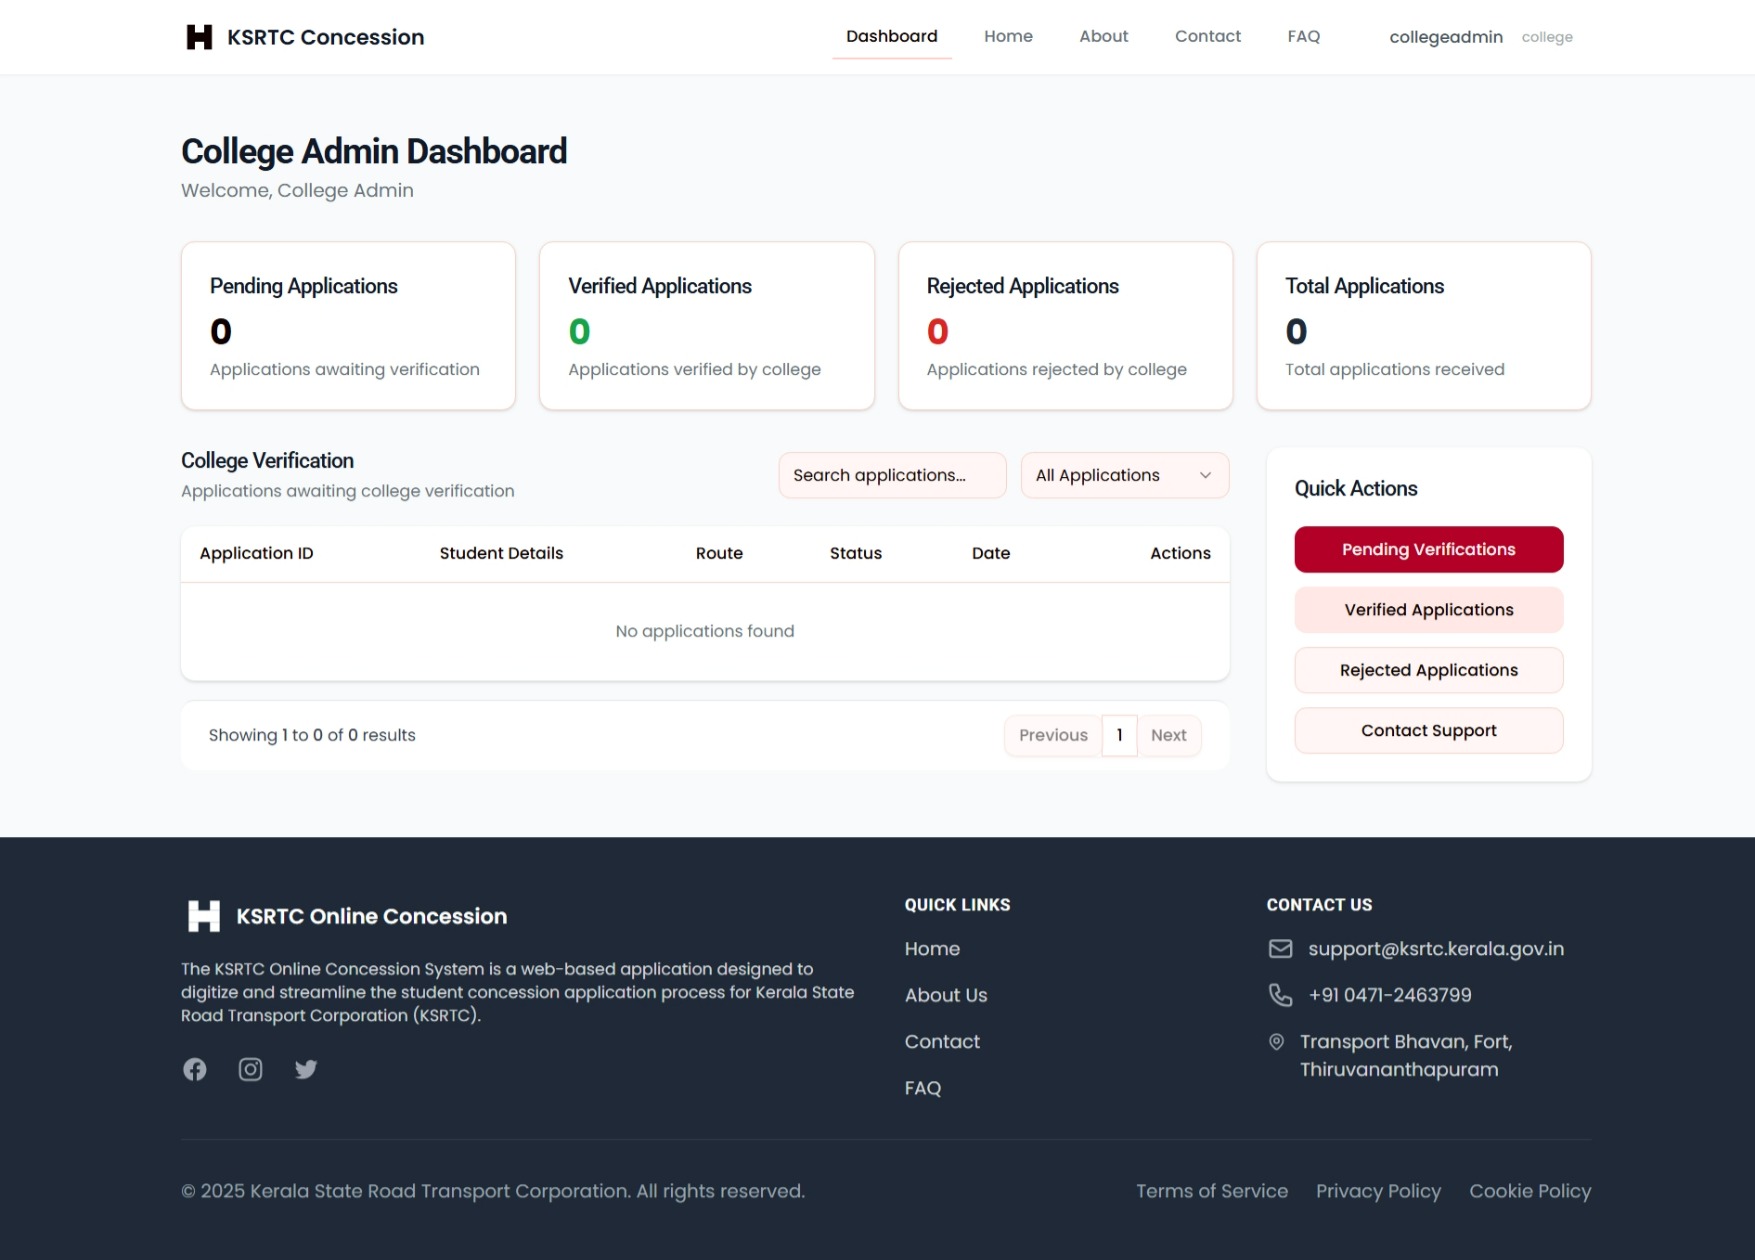 KSRTC Concession
Dashboard
Home
About
Contact
FAQ
collegeadmin
college
College Admin Dashboard
Welcome, College Admin
Pending Applications
0
Applications awaiting verification
Verified Applications
0
Applications verified by college
Rejected Applications
0
Applications rejected by college
Total Applications
0
Total applications received
College Verification
Applications awaiting college verification
Search applications...
All Applications
Application ID
Student Details
Route
Status
Date
Actions
No applications found
Showing 1 to 0 of 0 results
Previous
1
Next
Quick Actions
Pending Verifications
Verified Applications
Rejected Applications
Contact Support
KSRTC Online Concession
The KSRTC Online Concession System is a web-based application designed to
digitize and streamline the student concession application process for Kerala State
Road Transport Corporation (KSRTC).
QUICK LINKS
Home
About Us
Contact
FAQ
CONTACT US
support@ksrtc.kerala.gov.in
+91 0471-2463799
Transport Bhavan, Fort,
Thiruvananthapuram
© 2025 Kerala State Road Transport Corporation. All rights reserved.
Terms of Service
Privacy Policy
Cookie Policy